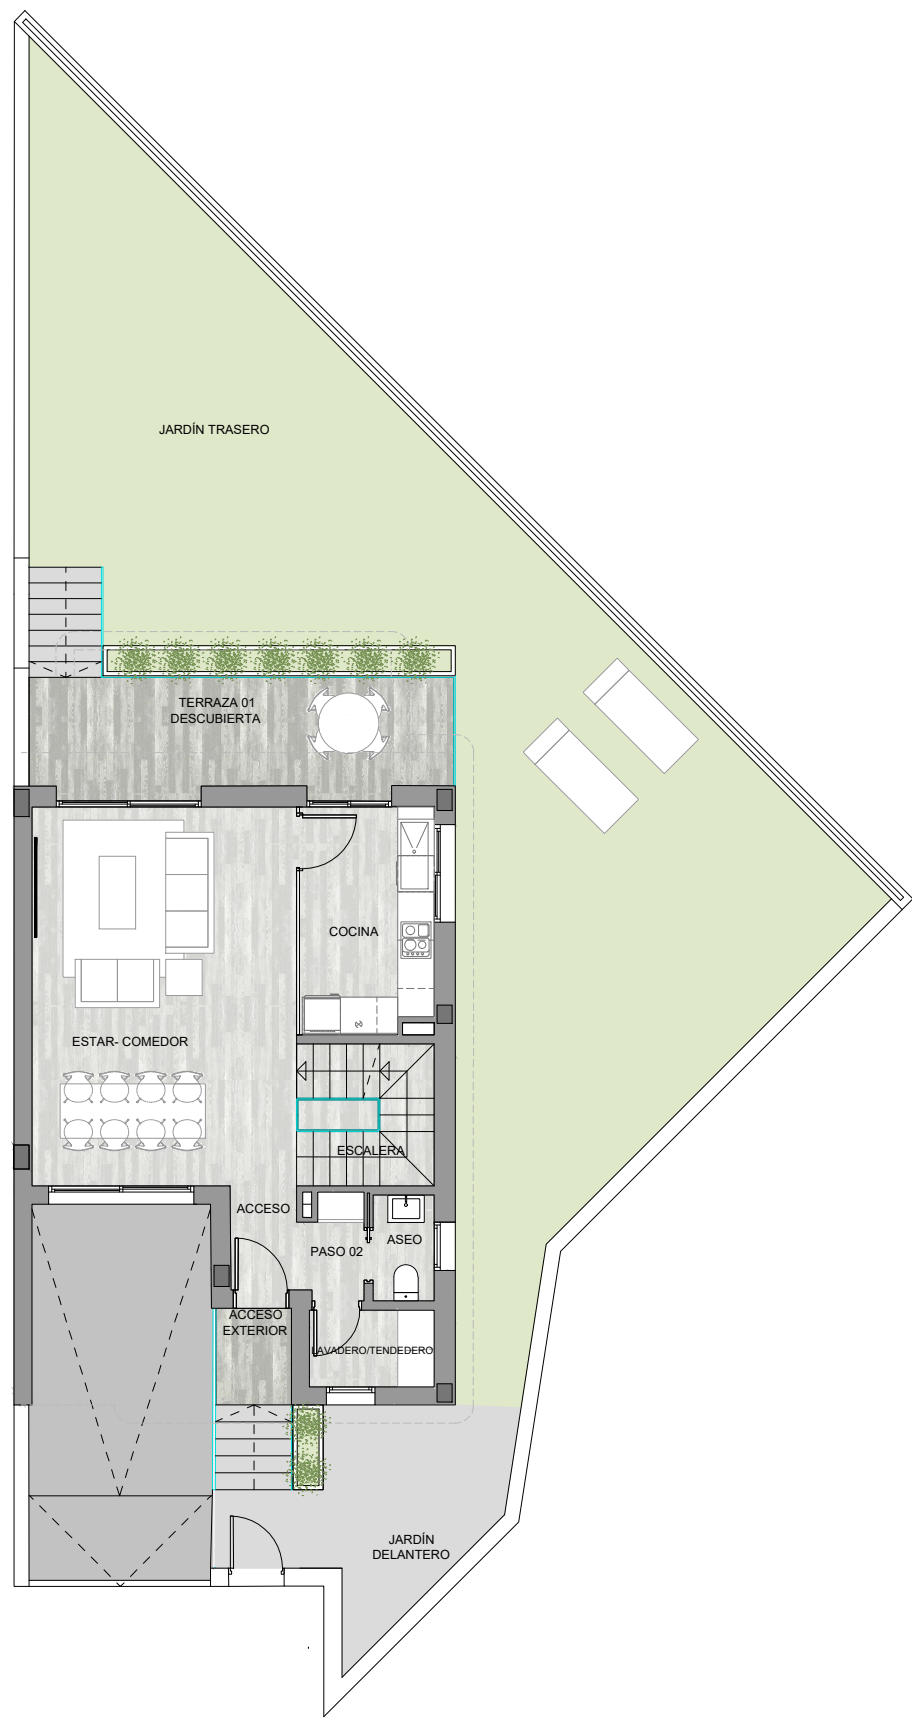 JARDÍN TRASERO
TERRAZA 01
DESCUBIERTA
COCINA
ESTAR- COMEDOR
ESCALERA
ACCESO
ASEO
PASO 02
ACCESO
EXTERIOR
LAVADERO/TENDEDERO
JARDÍN
DELANTERO